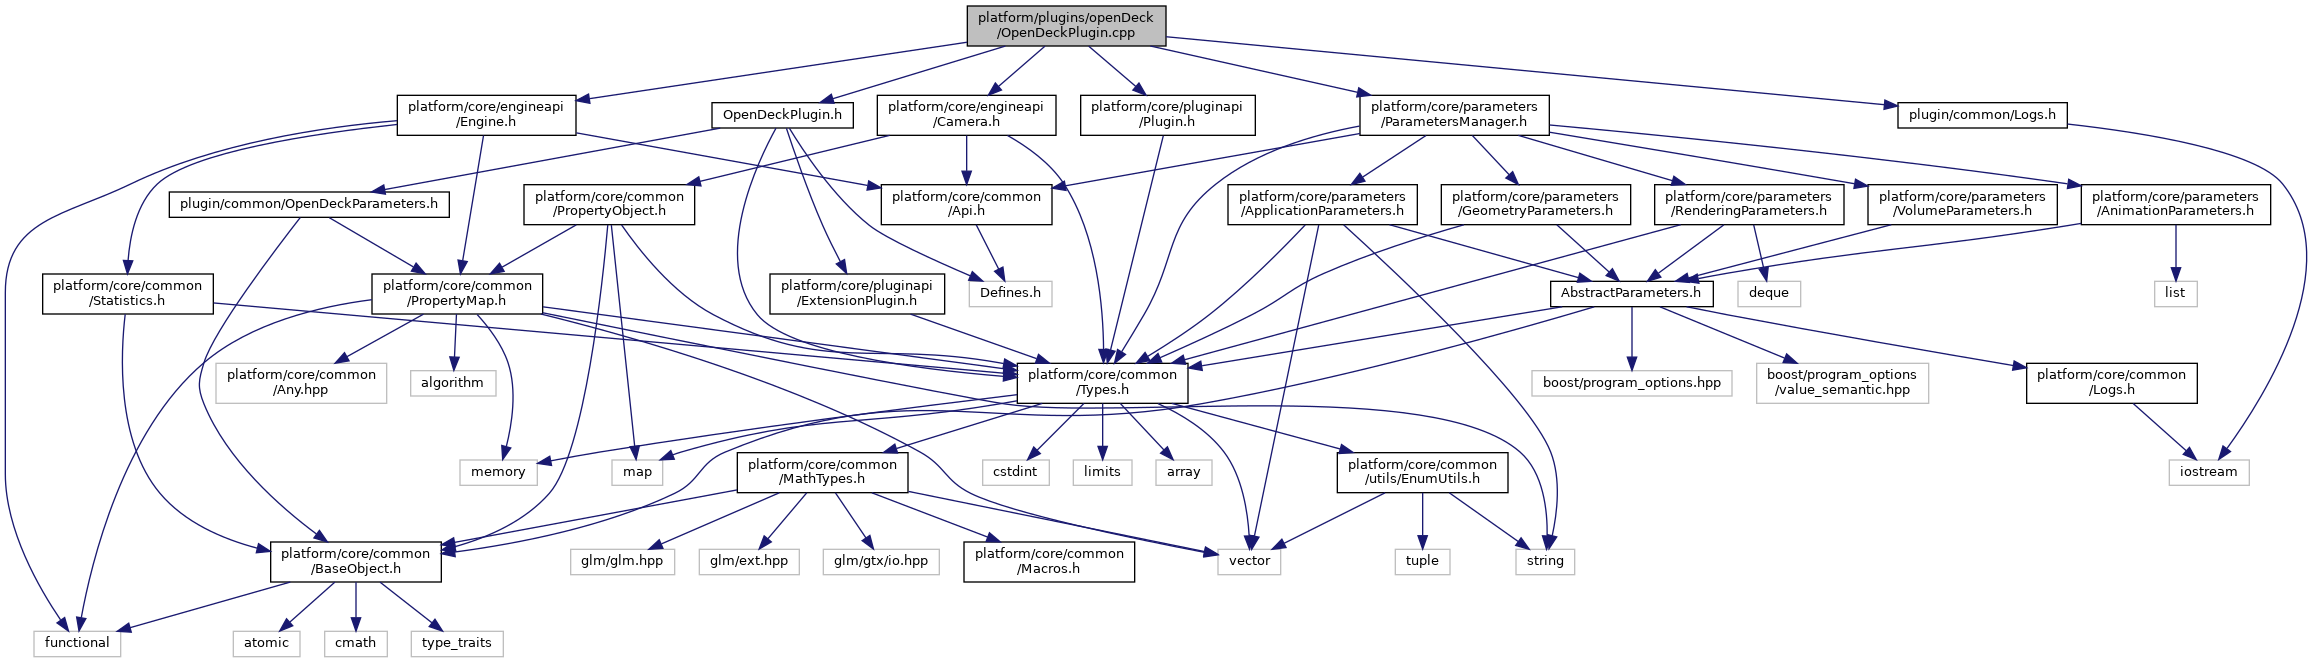 platform/plugins/openDeck
/OpenDeckPlugin.cpp
platform/core/engineapi
/Engine.h
OpenDeckPlugin.h
platform/core/engineapi
/Camera.h
platform/core/pluginapi
/Plugin.h
platform/core/parameters
/ParametersManager.h
plugin/common/Logs.h
plugin/common/OpenDeckParameters.h
platform/core/common
/PropertyObject.h
platform/core/common
/Api.h
platform/core/parameters
/ApplicationParameters.h
platform/core/parameters
/GeometryParameters.h
platform/core/parameters
/RenderingParameters.h
platform/core/parameters
/VolumeParameters.h
platform/core/parameters
/AnimationParameters.h
platform/core/common
/Statistics.h
platform/core/common
/PropertyMap.h
platform/core/pluginapi
/ExtensionPlugin.h
Defines.h
AbstractParameters.h
deque
list
platform/core/common
/Any.hpp
algorithm
platform/core/common
/Types.h
boost/program_options.hpp
boost/program_options
/value_semantic.hpp
platform/core/common
/Logs.h
memory
map
platform/core/common
/MathTypes.h
cstdint
limits
array
platform/core/common
/utils/EnumUtils.h
iostream
platform/core/common
/BaseObject.h
glm/glm.hpp
glm/ext.hpp
glm/gtx/io.hpp
platform/core/common
/Macros.h
vector
tuple
string
functional
atomic
cmath
type_traits